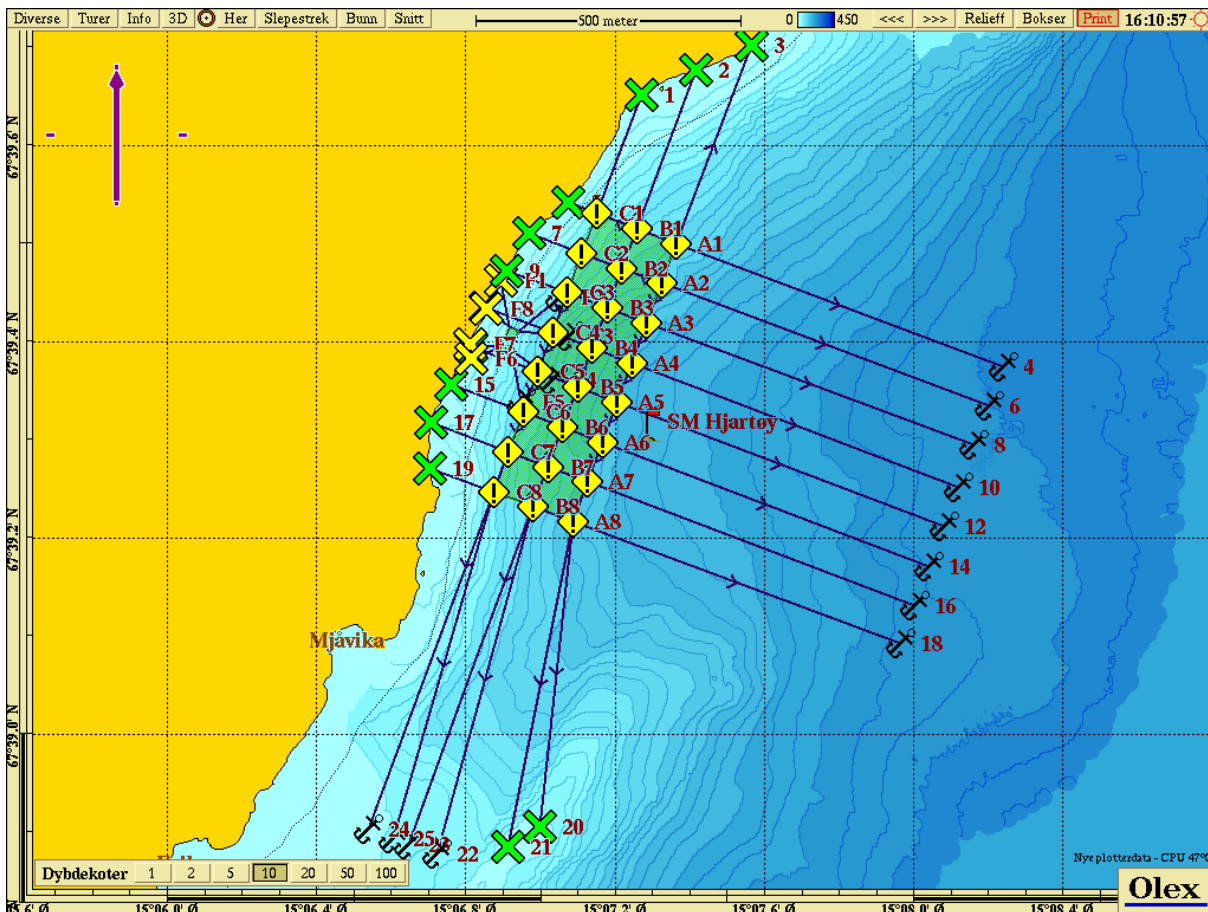 Diverse Turer Info 3D Her Slepestrek Bunn Snitt 500 meter 0 450 <<< >>> Relieff Bokser Print 16:10:57
3
2
1
67°39.6' N
C1
B1
A1
7
C2
B2
A2
9
F1
C3
B3
A3
F8
67°39.4' N
F7
F6
C4
B4
A4
4
15
C5
B5
A5
6
F5
C6
B6
A6
SM Hjartøy
8
17
C7
B7
A7
10
19
C8
B8
A8
12
67°39.2' N
14
16
18
Mjåvika
67°39.0' N
24
25
22
21
20
Nye plotterdata - CPU 47°
Dybdekoter 1 2 5 10 20 50 100
Olex
15°06.0' Ø 15°06.4' Ø 15°06.8' Ø 15°07.2' Ø 15°07.6' Ø 15°08.0' Ø 15°08.4' Ø